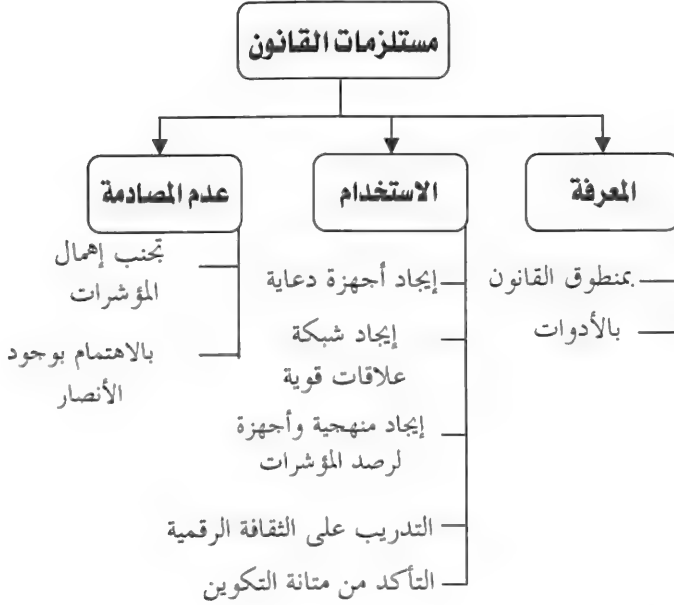 مستلزمات القانون
المعرفة
بمنطوق القانون
بالأدوات
الاستخدام
إيجاد أجهزة دعاية
إيجاد شبكة
علاقات قوية
إيجاد منهجية وأجهزة
لرصد المؤشرات
التدريب على الثقافة الرقمية
التأكد من متانة التكوين
عدم المصادمة
تجنب إهمال
المؤشرات
بالاهتمام بوجود
الأنصار